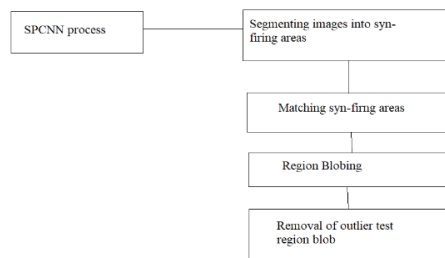 SPCNN process
Segmenting images into syn-
firing areas
Matching syn-firng areas
Region Blobing
Removal of outlier test
region blob